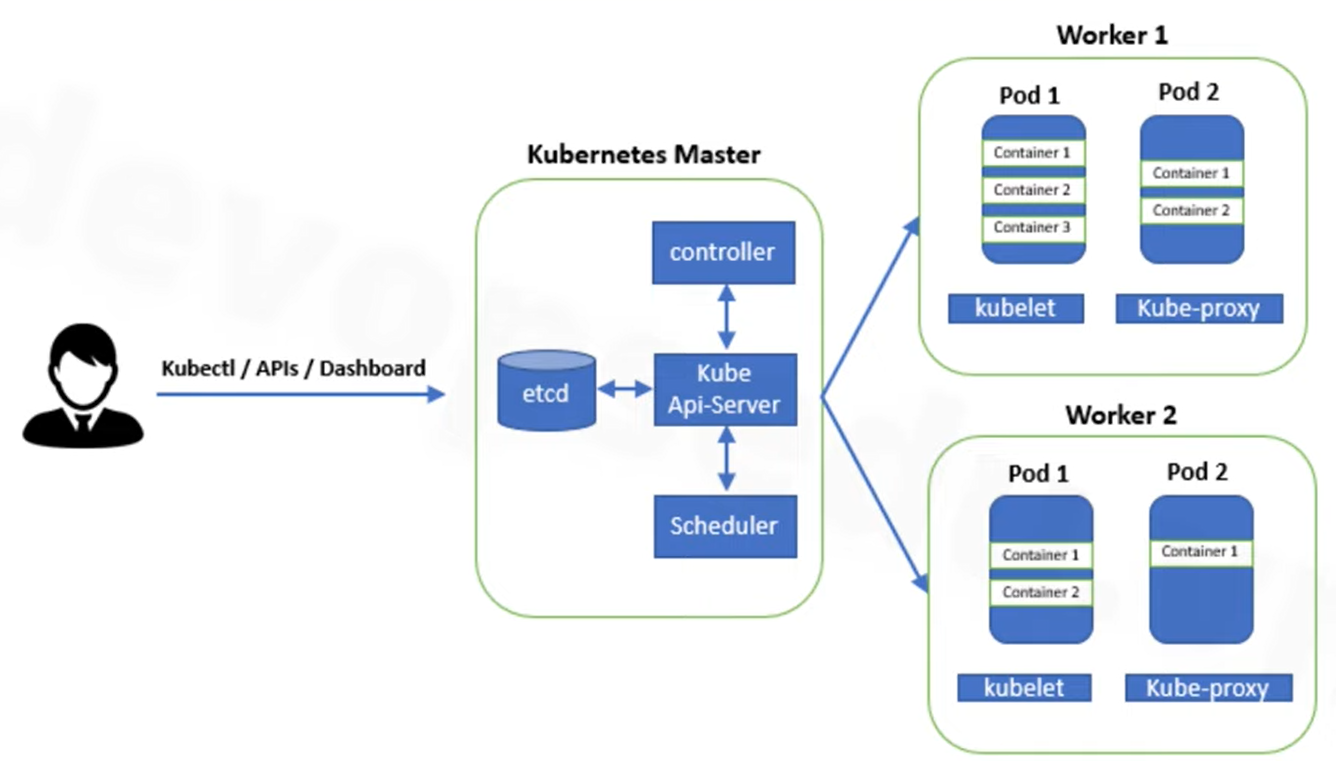 Worker 1
Pod 1
Pod 2
Container 1
Container 2
Container 3
Container 1
Container 2
kubelet
Kube-proxy
Kubernetes Master
controller
Kubectl / APIs / Dashboard
etcd
Kube
Api-Server
Scheduler
Worker 2
Pod 1
Pod 2
Container 1
Container 2
Container 1
kubelet
Kube-proxy